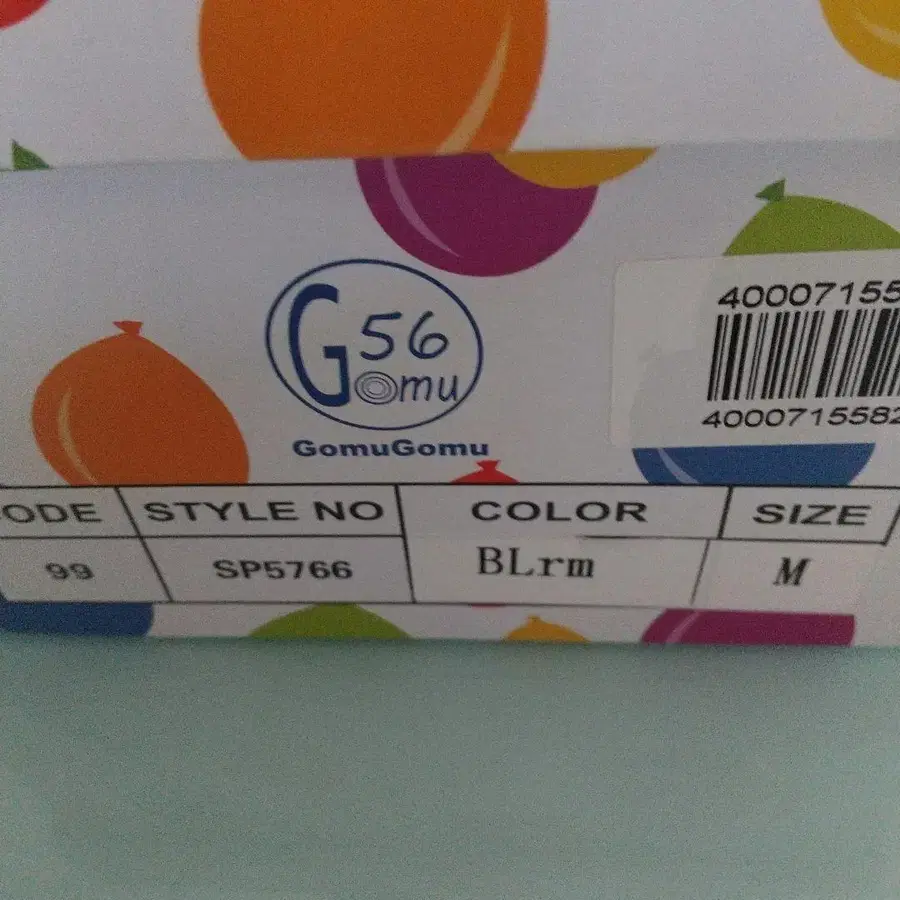 G56
Gomu
GomuGomu
40007155
4000715582
ODE STYLE NO COLOR SIZE
99 SP5766 BLrm M